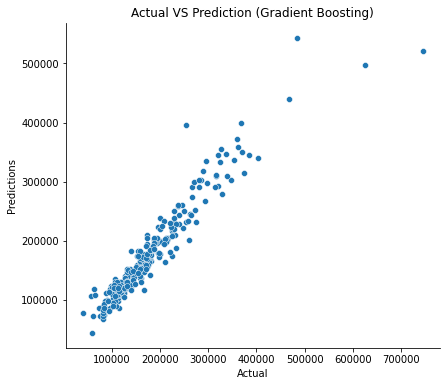 Actual VS Prediction (Gradient Boosting)
500000
400000
Predictions
300000
200000
100000
100000 200000 300000 400000 500000 600000 700000
Actual